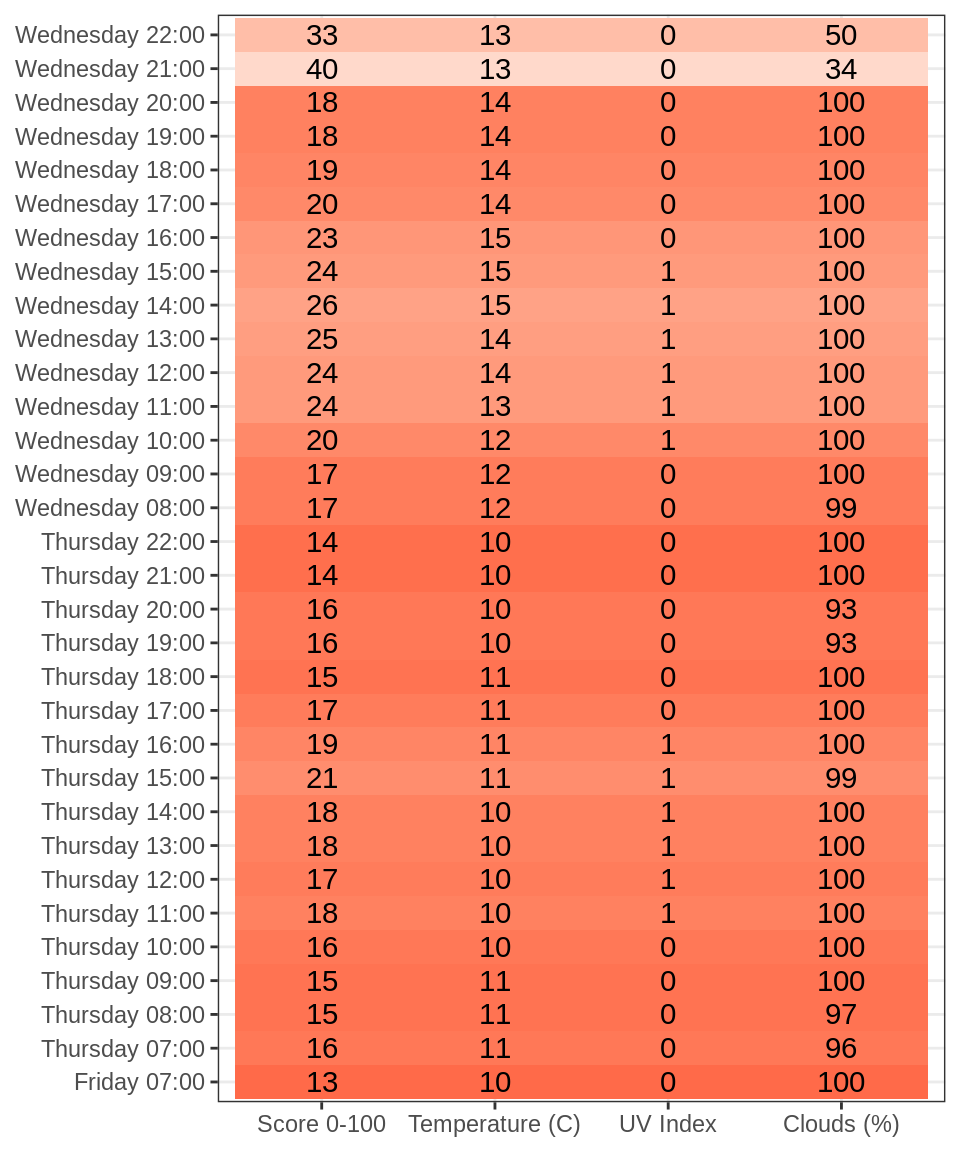 Wednesday 22:00 33 13 0 50
Wednesday 21:00 40 13 0 34
Wednesday 20:00 18 14 0 100
Wednesday 19:00 18 14 0 100
Wednesday 18:00 19 14 0 100
Wednesday 17:00 20 14 0 100
Wednesday 16:00 23 15 0 100
Wednesday 15:00 24 15 1 100
Wednesday 14:00 26 15 1 100
Wednesday 13:00 25 14 1 100
Wednesday 12:00 24 14 1 100
Wednesday 11:00 24 13 1 100
Wednesday 10:00 20 12 1 100
Wednesday 09:00 17 12 0 100
Wednesday 08:00 17 12 0 99
Thursday 22:00 14 10 0 100
Thursday 21:00 14 10 0 100
Thursday 20:00 16 10 0 93
Thursday 19:00 16 10 0 93
Thursday 18:00 15 11 0 100
Thursday 17:00 17 11 0 100
Thursday 16:00 19 11 1 100
Thursday 15:00 21 11 1 99
Thursday 14:00 18 10 1 100
Thursday 13:00 18 10 1 100
Thursday 12:00 17 10 1 100
Thursday 11:00 18 10 1 100
Thursday 10:00 16 10 0 100
Thursday 09:00 15 11 0 100
Thursday 08:00 15 11 0 97
Thursday 07:00 16 11 0 96
Friday 07:00 13 10 0 100
Score 0-100 Temperature (C) UV Index Clouds (%)